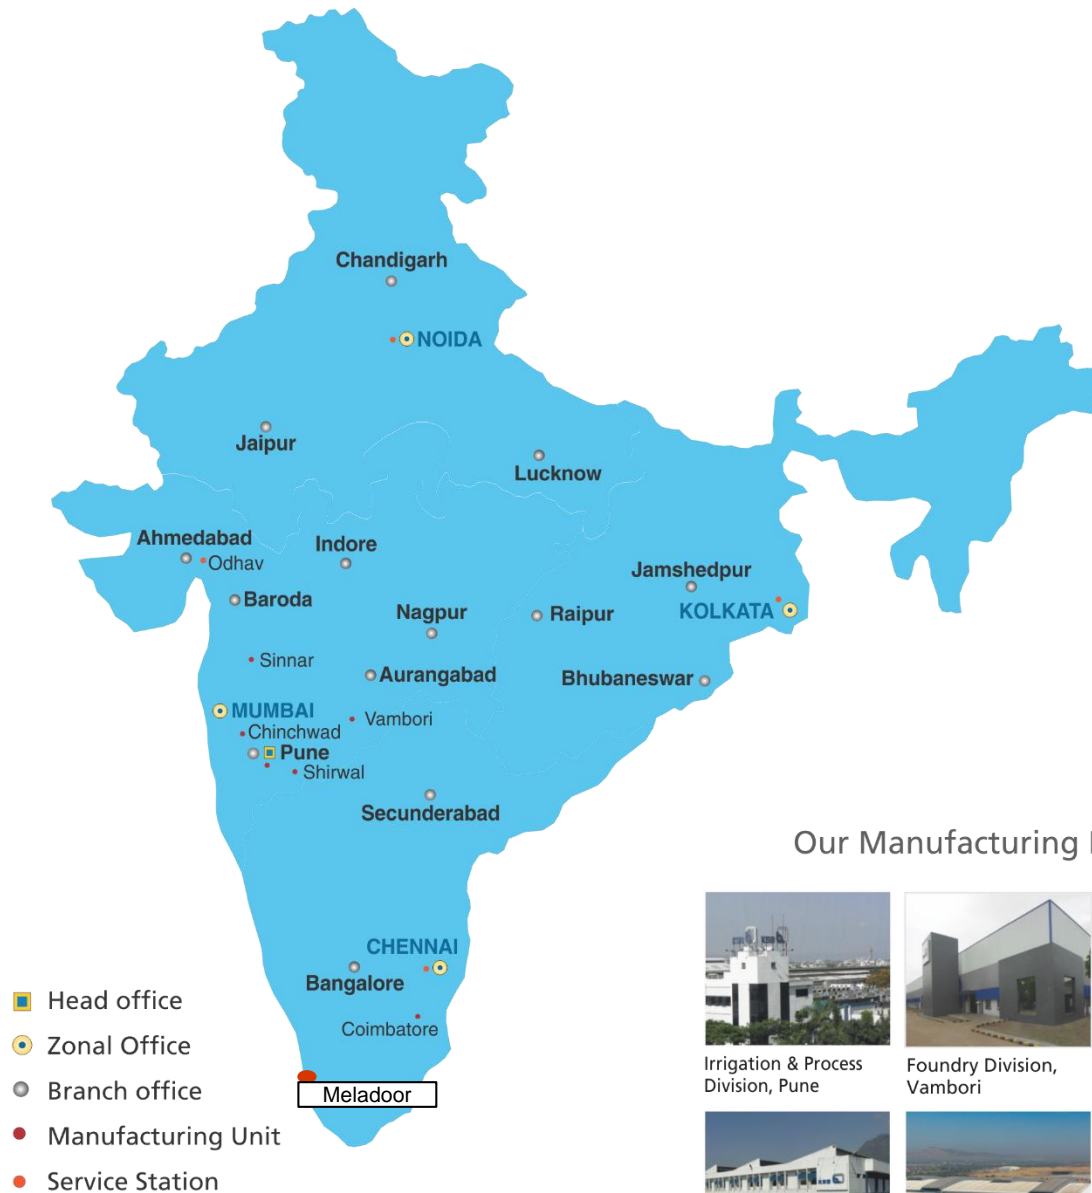 Chandigarh
NOIDA
Jaipur
Lucknow
Ahmedabad
Odhav
Indore
Baroda
Jamshedpur
KOLKATA
Nagpur
Raipur
Sinnar
Aurangabad
Bhubaneswar
MUMBAI
Vambori
Chinchwad
Pune
Shirwal
Secunderabad
CHENNAI
Bangalore
Coimbatore
Meladoor
Head office
Zonal Office
Branch office
Manufacturing Unit
Service Station
Our Manufacturing
Irrigation & Process
Division, Pune
Foundry Division,
Vambori